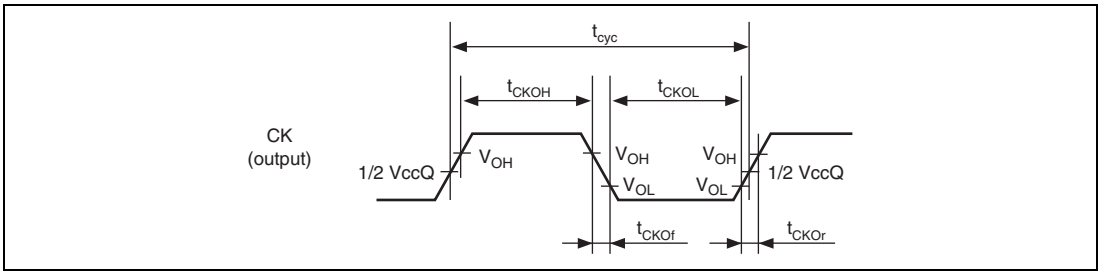 tcyc
tCKOH
tCKOL
CK
(output)
1/2 VccQ
VOH
VOH
VOL
VOH
VOL
1/2 VccQ
tCKOf
tCKOr